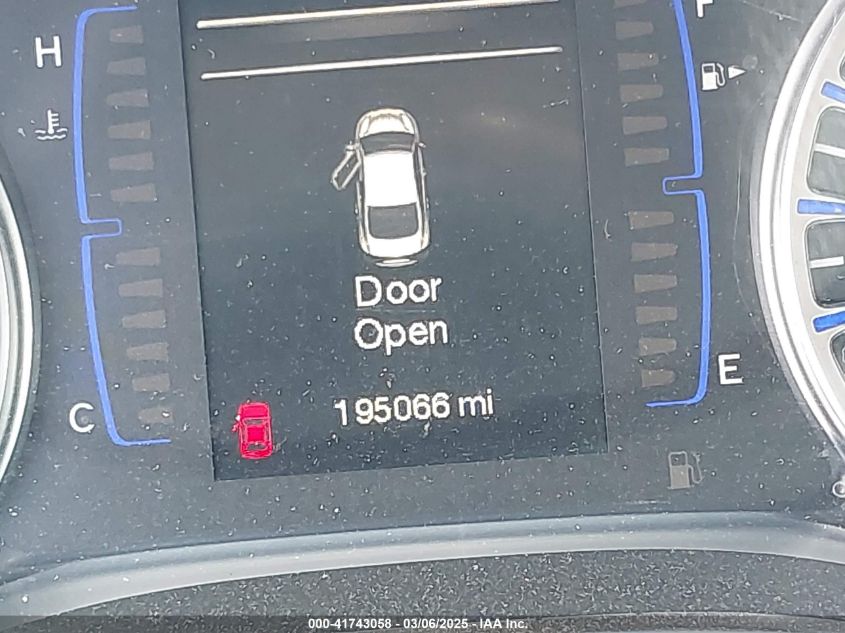 F
H
Door
Open
E
195066 mi
C
000-41743058 - 03/06/2025 - IAA Inc.